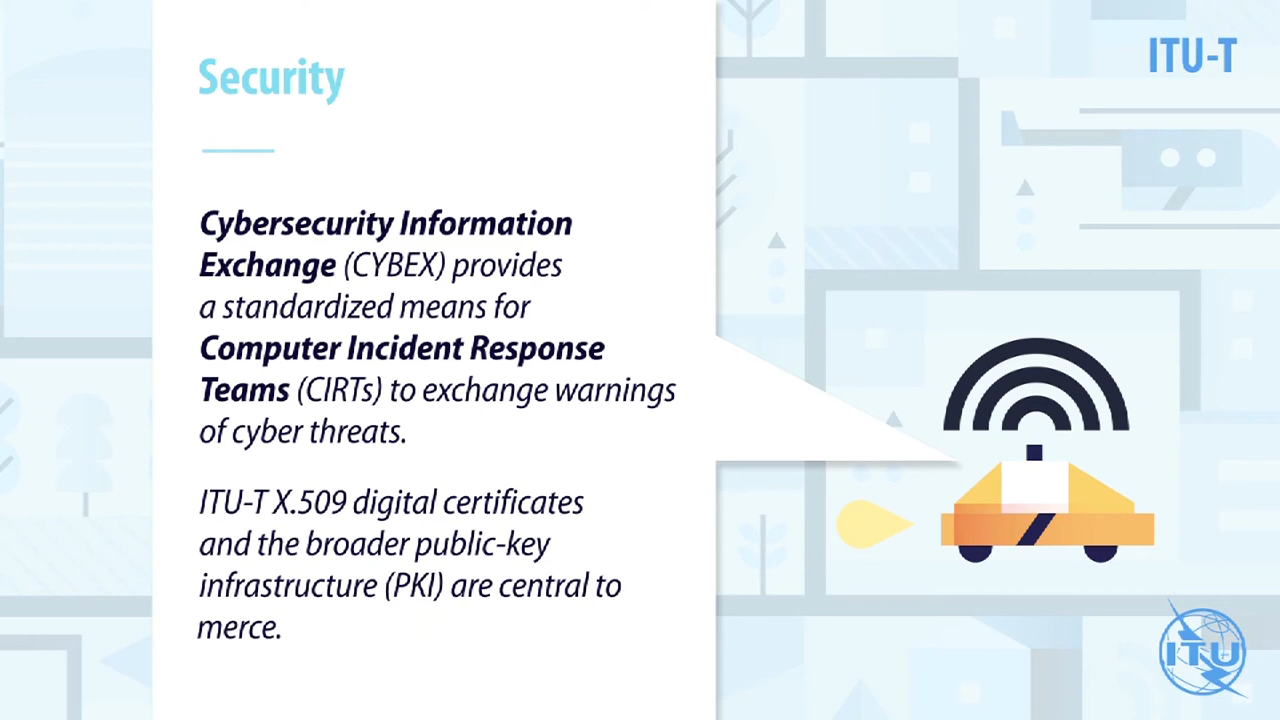 Security
ITU-T
Cybersecurity Information
Exchange (CYBEX) provides
a standardized means for
Computer Incident Response
Teams (CIRTs) to exchange warnings
of cyber threats.
ITU-T X.509 digital certificates
and the broader public-key
infrastructure (PKI) are central to
merce.
ITU